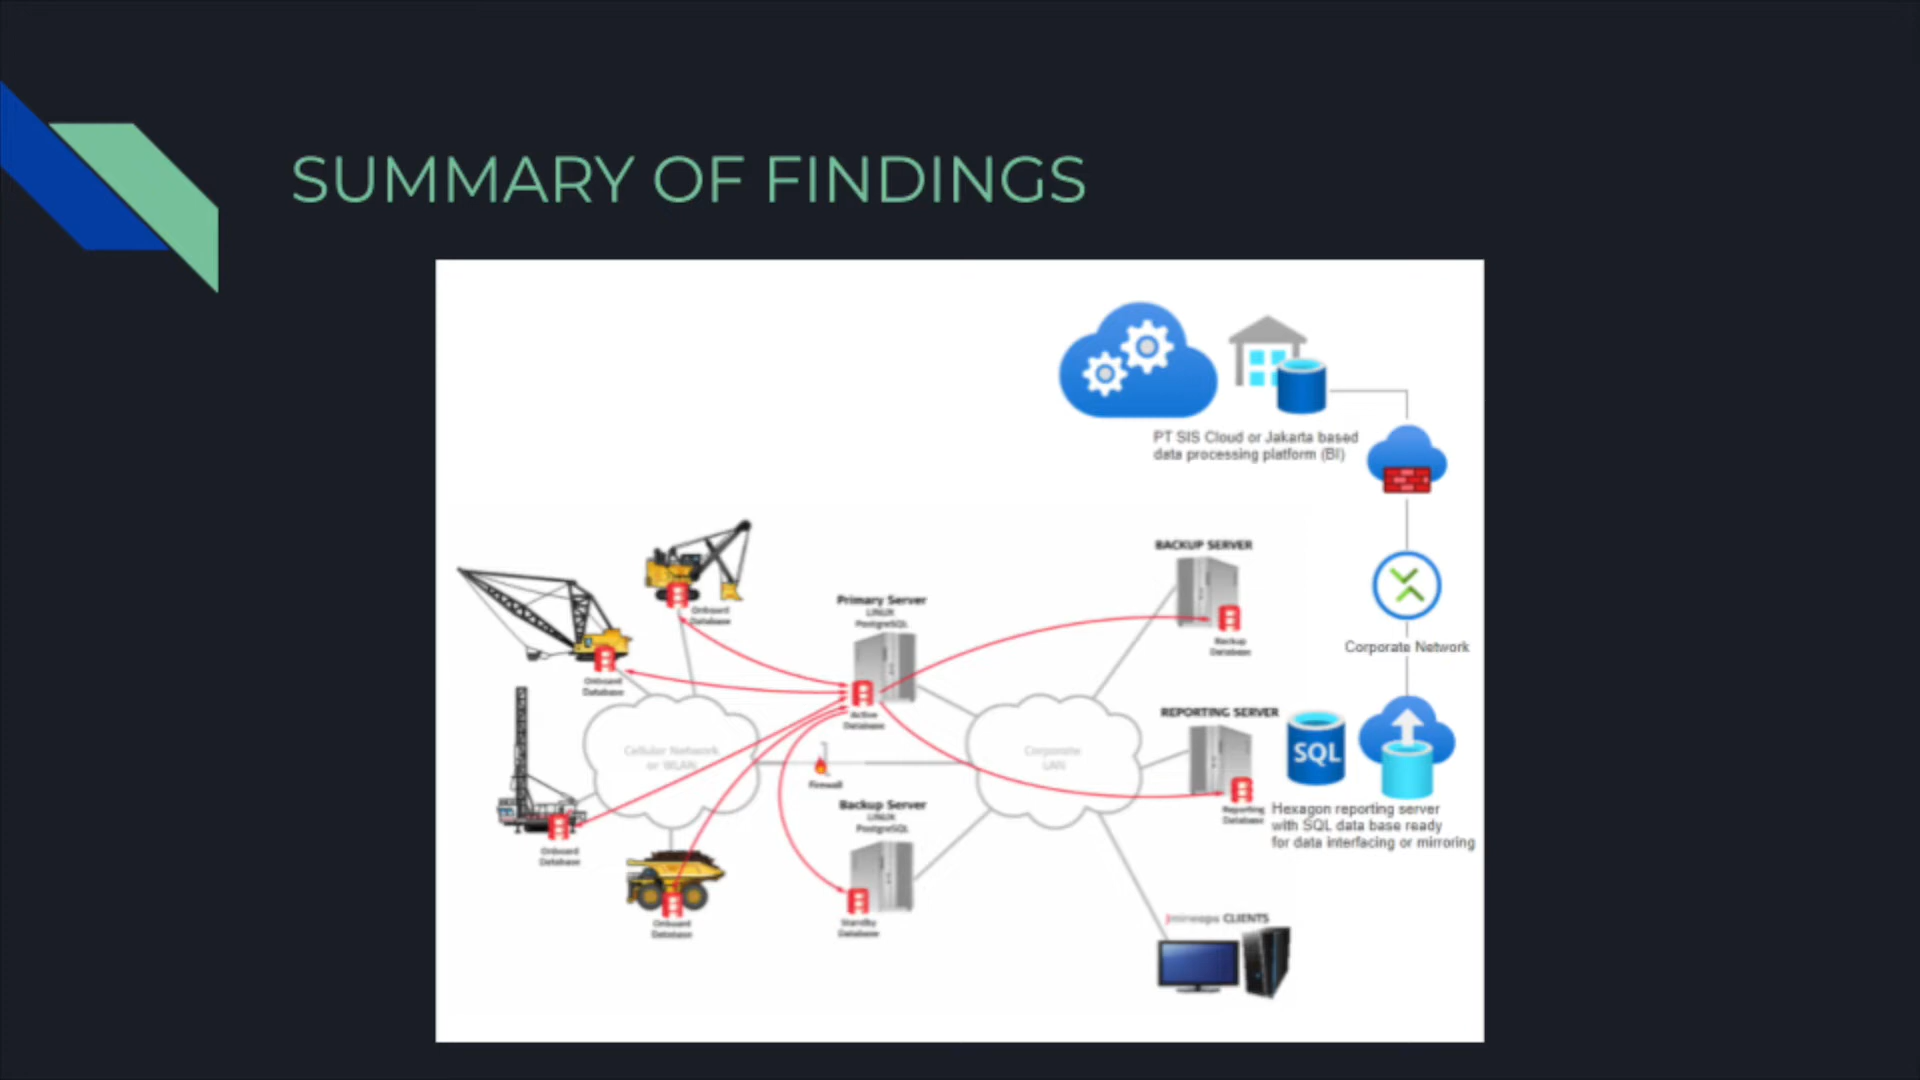 SUMMARY OF FINDINGS
PT SIS Cloud or Jakarta based
data processing platform (BI)
BACKUP SERVER
Backup
Database
Corporate Network
Onboard
Database
Primary Server
LINUX
PostgreSQL
Active
Database
Onboard
Database
Cellular Network
or WLAN
Corporate
LAN
REPORTING SERVER
SQL
Firewall
Reporting
Database
Hexagon reporting server
with SQL data base ready
for data interfacing or mirroring
Backup Server
LINUX
PostgreSQL
Onboard
Database
Standby
Database
Onboard
Database
mineops CLIENTS